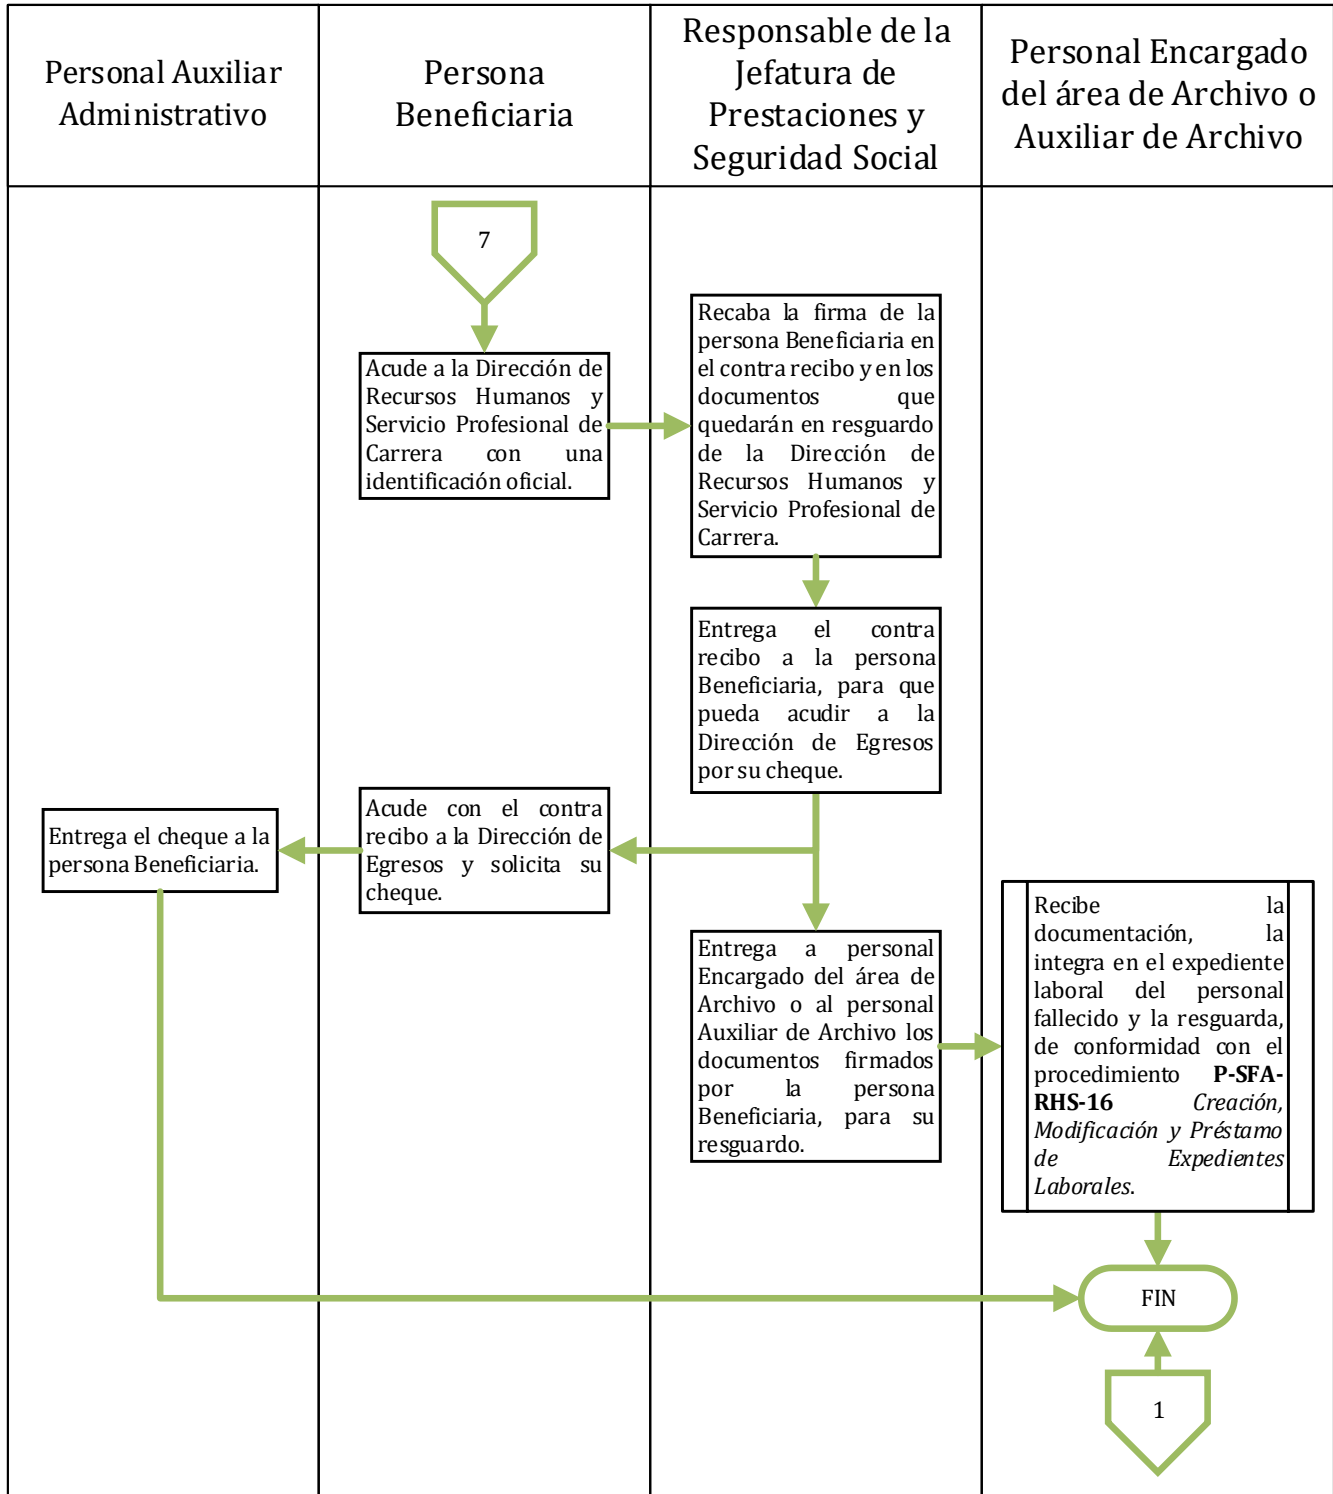 Personal Auxiliar
Administrativo
Persona
Beneficiaria
Responsable de la
Jefatura de
Prestaciones y
Seguridad Social
Personal Encargado
del área de Archivo o
Auxiliar de Archivo
7
Acude a la Dirección de
Recursos Humanos y
Servicio Profesional de
Carrera con una
identificación oficial.
Recaba la firma de la
persona Beneficiaria en
el contra recibo y en los
documentos que
quedarán en resguardo
de la Dirección de
Recursos Humanos y
Servicio Profesional de
Carrera.
Entrega el contra
recibo a la persona
Beneficiaria, para que
pueda acudir a la
Dirección de Egresos
por su cheque.
Acude con el contra
recibo a la Dirección de
Egresos y solicita su
cheque.
Entrega el cheque a la
persona Beneficiaria.
Entrega a personal
Encargado del área de
Archivo o al personal
Auxiliar de Archivo los
documentos firmados
por la persona
Beneficiaria, para su
resguardo.
Recibe la
documentación, la
integra en el expediente
laboral del personal
fallecido y la resguarda,
de conformidad con el
procedimiento P-SFA-
RHS-16 Creación,
Modificación y Préstamo
de Expedientes
Laborales.
FIN
1